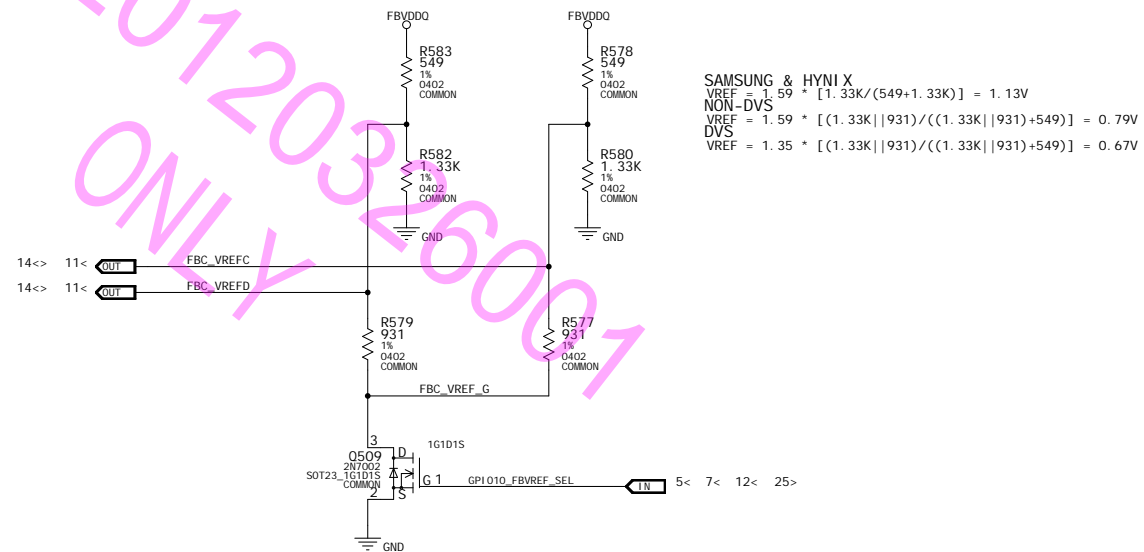 FBVDDQ
FBVDDQ
R583
549
1%
0402
COMMON
R578
549
1%
0402
COMMON
SAMSUNG & HYNIX
VREF = 1.59 * [1.33K/(549+1.33K)] = 1.13V
NON-DVS
VREF = 1.59 * [(1.33K||931)/((1.33K||931)+549)] = 0.79V
DVS
VREF = 1.35 * [(1.33K||931)/((1.33K||931)+549)] = 0.67V
R582
1.33K
1%
0402
COMMON
R580
1.33K
1%
0402
COMMON
GND
GND
14<> 11< OUT FBC_VREFC
14<> 11< OUT FBC_VREFD
R579
931
1%
0402
COMMON
R577
931
1%
0402
COMMON
FBC_VREF_G
3
D
1G1D1S
Q509
2N7002
SOT23_1G1D1S
COMMON
G 1 GPIO10_FBVREF_SEL IN 5< 7< 12< 25>
2
S
GND
20120326001
ONLY